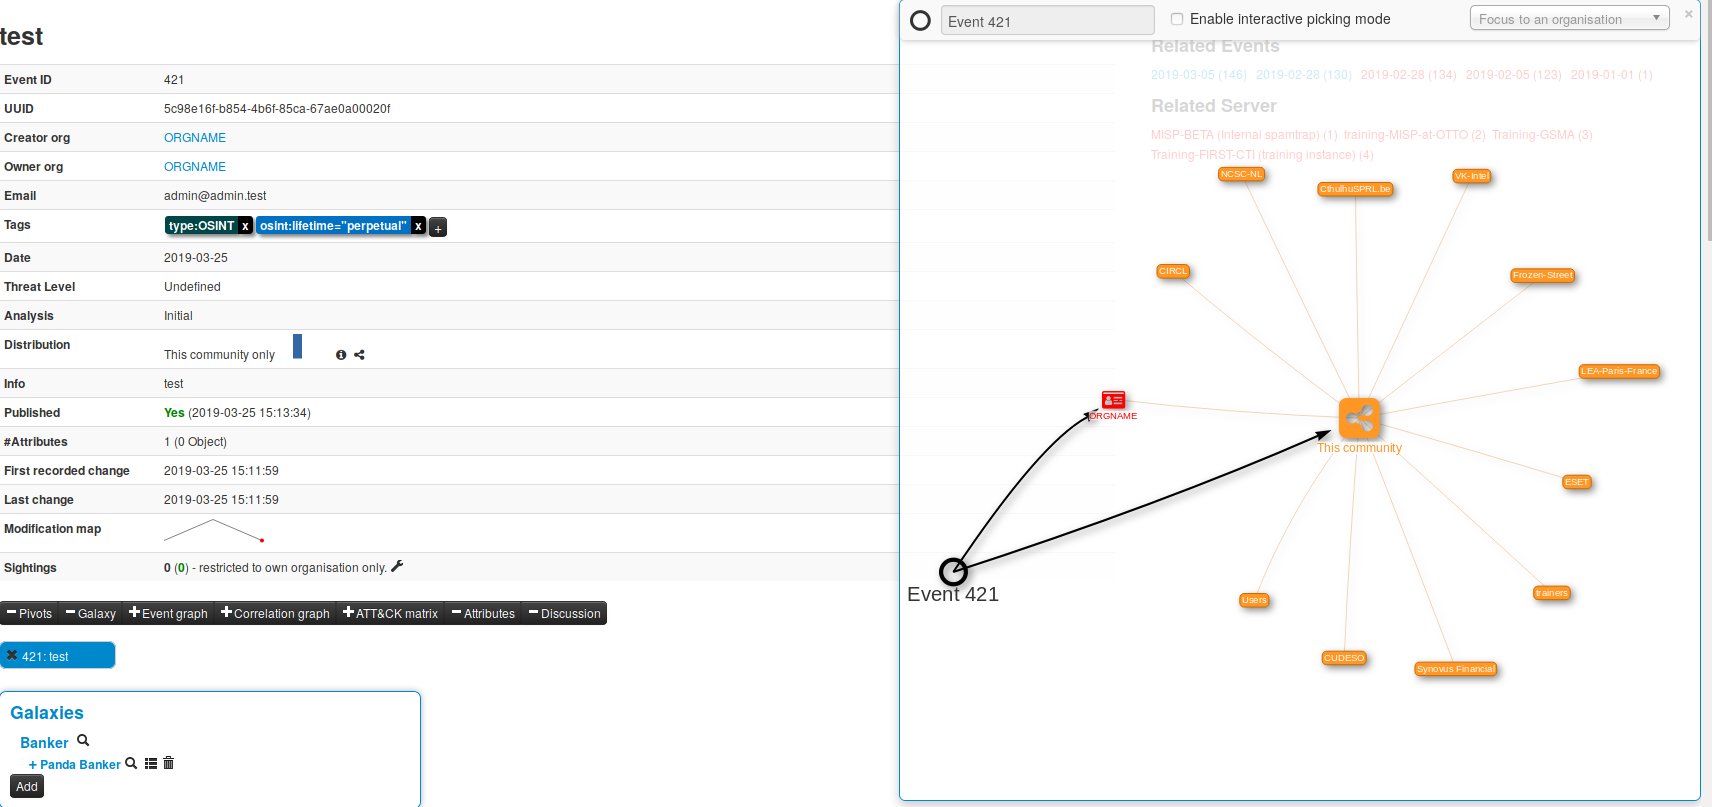 test
Event ID 421
UUID 5c98e16f-b854-4b6f-85ca-67ae0a00020f
Creator org ORGNAME
Owner org ORGNAME
Email admin@admin.test
Tags type:OSINT x osint:lifetime="perpetual" x +
Date 2019-03-25
Threat Level Undefined
Analysis Initial
Distribution This community only
Info test
Published Yes (2019-03-25 15:13:34)
#Attributes 1 (0 Object)
First recorded change 2019-03-25 15:11:59
Last change 2019-03-25 15:11:59
Modification map
Sightings 0 (0) - restricted to own organisation only.
Pivots Galaxy Event graph Correlation graph ATT&CK matrix Attributes Discussion
421: test
Galaxies
Banker
+ Panda Banker
Add
Event 421 Enable interactive picking mode Focus to an organisation ×
Related Events
2019-03-05 (146) 2019-02-28 (130) 2019-02-28 (134) 2019-02-05 (123) 2019-01-01 (1)
Related Server
MISP-BETA (Internal spamtrap) (1) training-MISP-at-OTTO (2) Training-GSMA (3)
Training-FIRST-CTI (training instance) (4)
NCSC-NL
CthulhuSPRL.be
VK-Intel
CIRCL
Frozen-Street
LEA-Paris-France
ORGNAME
This community
ESET
Event 421
Users
trainers
CUDESO
Synovus Financial